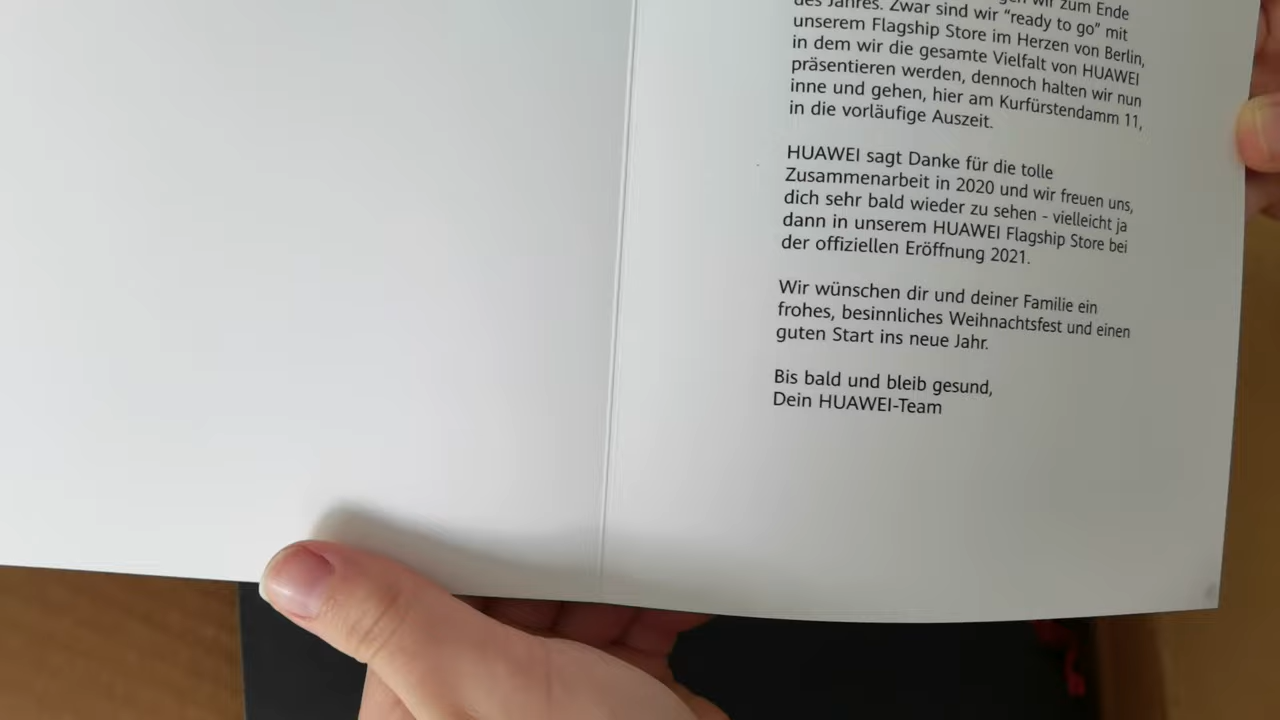 wir zum Ende
des Jahres. Zwar sind wir “ready to go” mit
unserem Flagship Store im Herzen von Berlin,
in dem wir die gesamte Vielfalt von HUAWEI
präsentieren werden, dennoch halten wir nun
inne und gehen, hier am Kurfürstendamm 11,
in die vorläufige Auszeit.
HUAWEI sagt Danke für die tolle
Zusammenarbeit in 2020 und wir freuen uns,
dich sehr bald wieder zu sehen - vielleicht ja
dann in unserem HUAWEI Flagship Store bei
der offiziellen Eröffnung 2021.
Wir wünschen dir und deiner Familie ein
frohes, besinnliches Weihnachtsfest und einen
guten Start ins neue Jahr.
Bis bald und bleib gesund,
Dein HUAWEI-Team